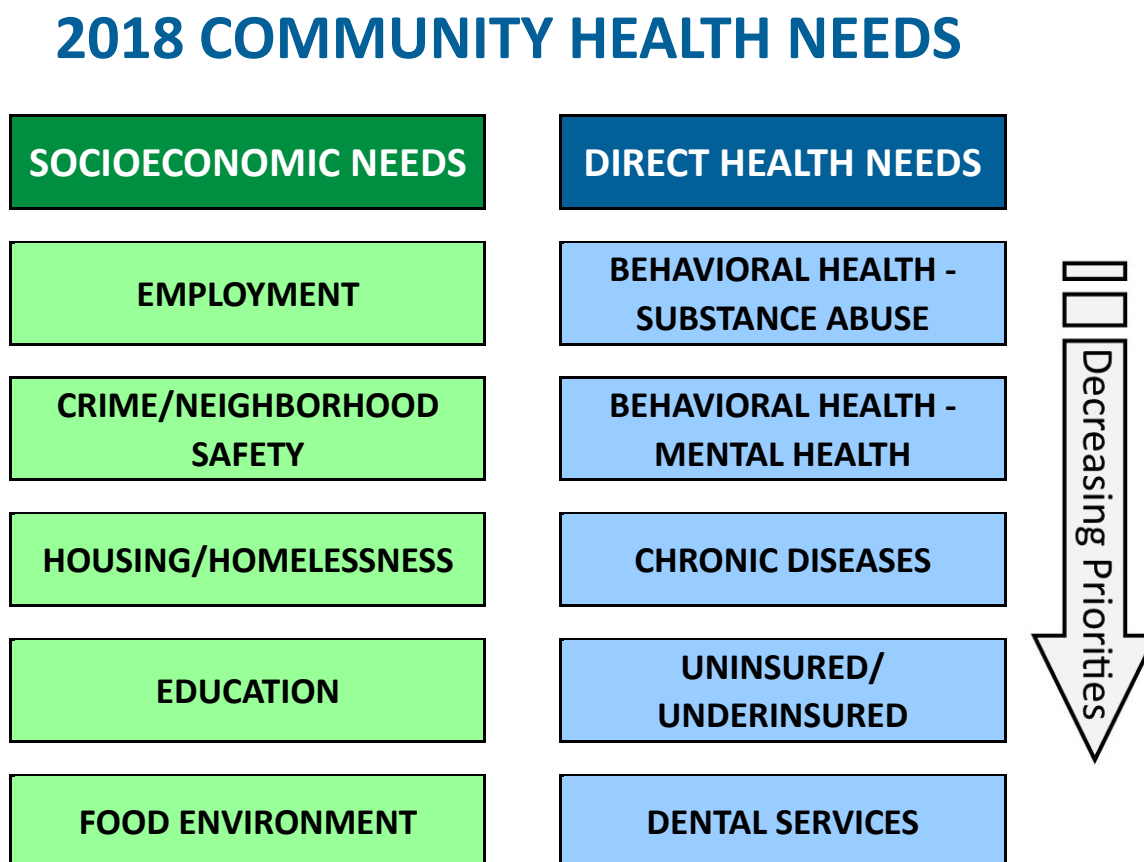 2018 COMMUNITY HEALTH NEEDS
SOCIOECONOMIC NEEDS
DIRECT HEALTH NEEDS
EMPLOYMENT
BEHAVIORAL HEALTH -
SUBSTANCE ABUSE
CRIME/NEIGHBORHOOD
SAFETY
BEHAVIORAL HEALTH -
MENTAL HEALTH
HOUSING/HOMELESSNESS
CHRONIC DISEASES
EDUCATION
UNINSURED/
UNDERINSURED
FOOD ENVIRONMENT
DENTAL SERVICES
Decreasing Priorities